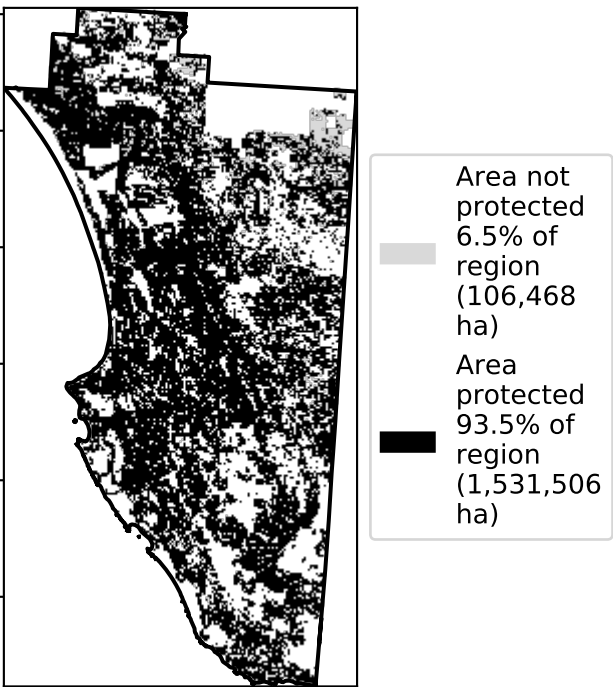 Area not
protected
6.5% of
region
(106,468
ha)
Area
protected
93.5% of
region
(1,531,506
ha)